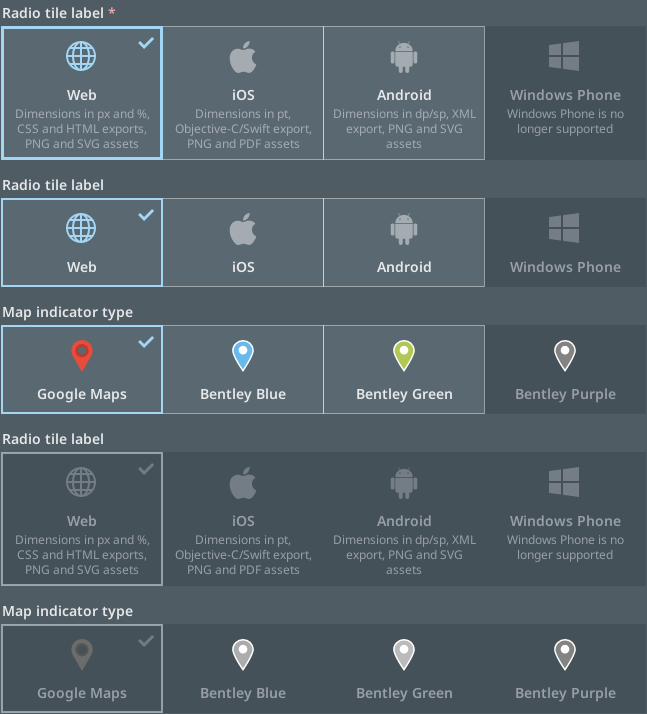 Radio tile label *
Web
Dimensions in px and %,
CSS and HTML exports,
PNG and SVG assets
iOS
Dimensions in pt,
Objective-C/Swift export,
PNG and PDF assets
Android
Dimensions in dp/sp, XML
export, PNG and SVG
assets
Windows Phone
Windows Phone is no
longer supported
Radio tile label
Web
iOS
Android
Windows Phone
Map indicator type
Google Maps
Bentley Blue
Bentley Green
Bentley Purple
Radio tile label
Web
Dimensions in px and %,
CSS and HTML exports,
PNG and SVG assets
iOS
Dimensions in pt,
Objective-C/Swift export,
PNG and PDF assets
Android
Dimensions in dp/sp, XML
export, PNG and SVG
assets
Windows Phone
Windows Phone is no
longer supported
Map indicator type
Google Maps
Bentley Blue
Bentley Green
Bentley Purple